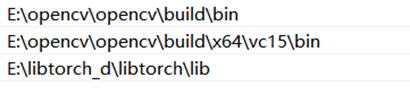 E:\opencv\opencv\build\bin
E:\opencv\opencv\build\x64\vc15\bin
E:\libtorch_d\libtorch\lib